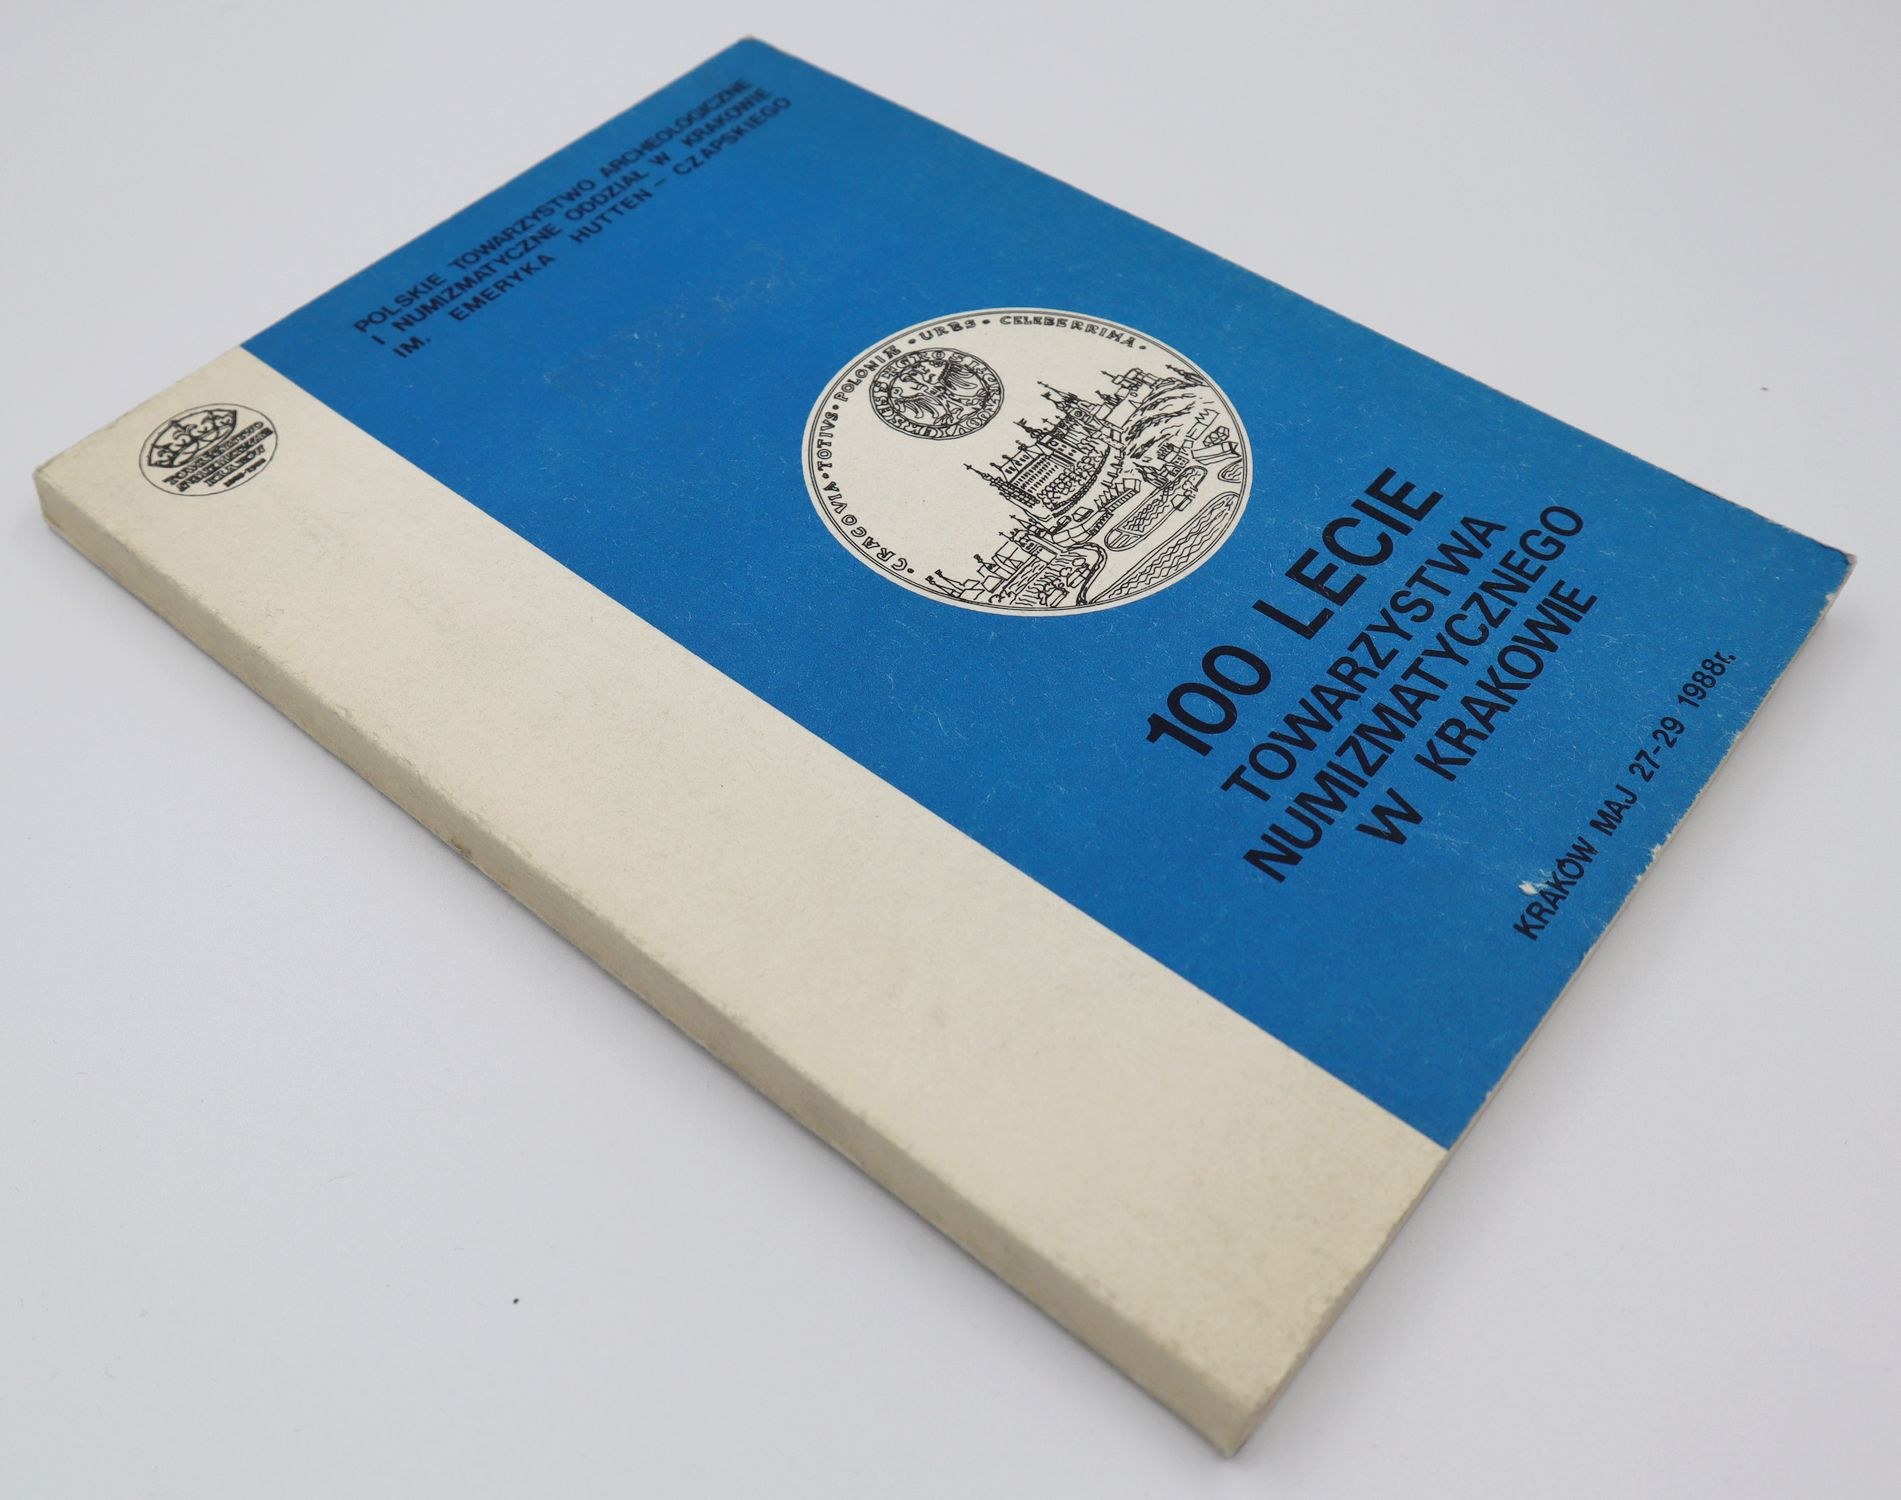 POLSKIE TOWARZYSTWO ARCHEOLOGICZNE
I NUMIZMATYCZNE ODDZIAŁ W KRAKOWIE
IM. EMERYKA HUTTEN - CZAPSKIEGO
• CRACOVIA • TOTIVS • POLONIÆ • URBS • CELEBERRIMA •
100 LECIE
TOWARZYSTWA
NUMIZMATYCZNEGO
W KRAKOWIE
KRAKÓW MAJ 27-29 1988r.